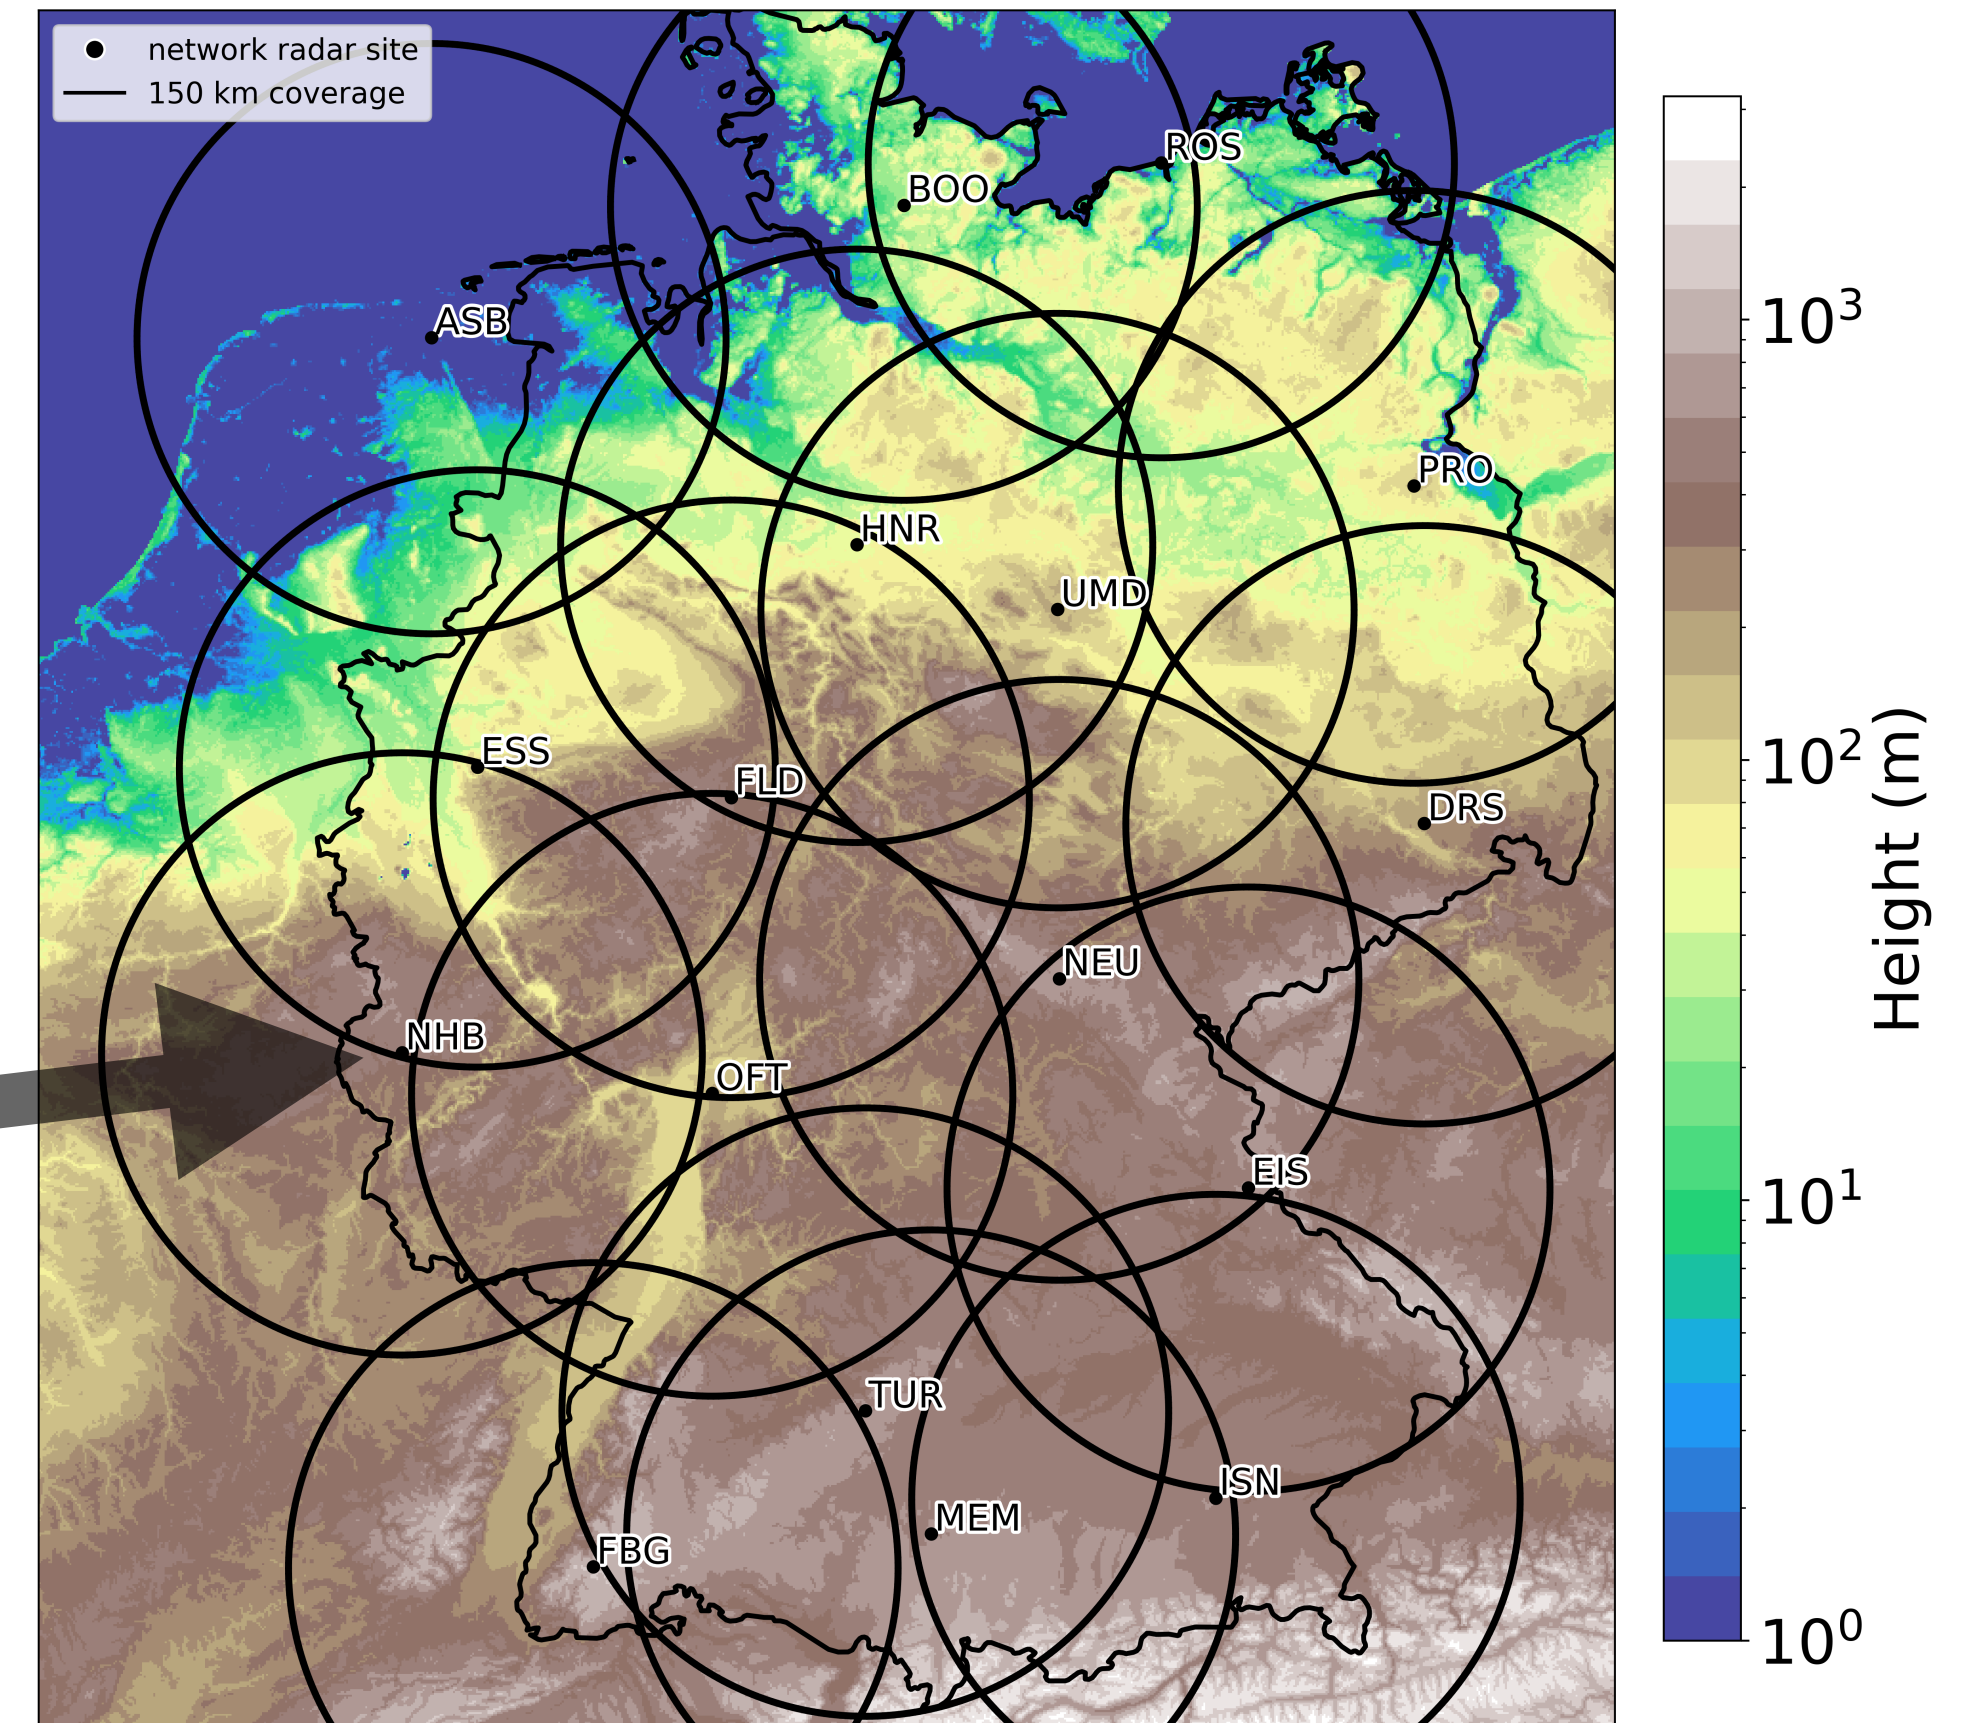 network radar site
150 km coverage
ROS
BOO
ASB
PRO
HNR
UMD
ESS
FLD
DRS
NEU
NHB
OFT
EIS
TUR
ISN
MEM
FBG
10³
10²
10¹
10⁰
Height (m)